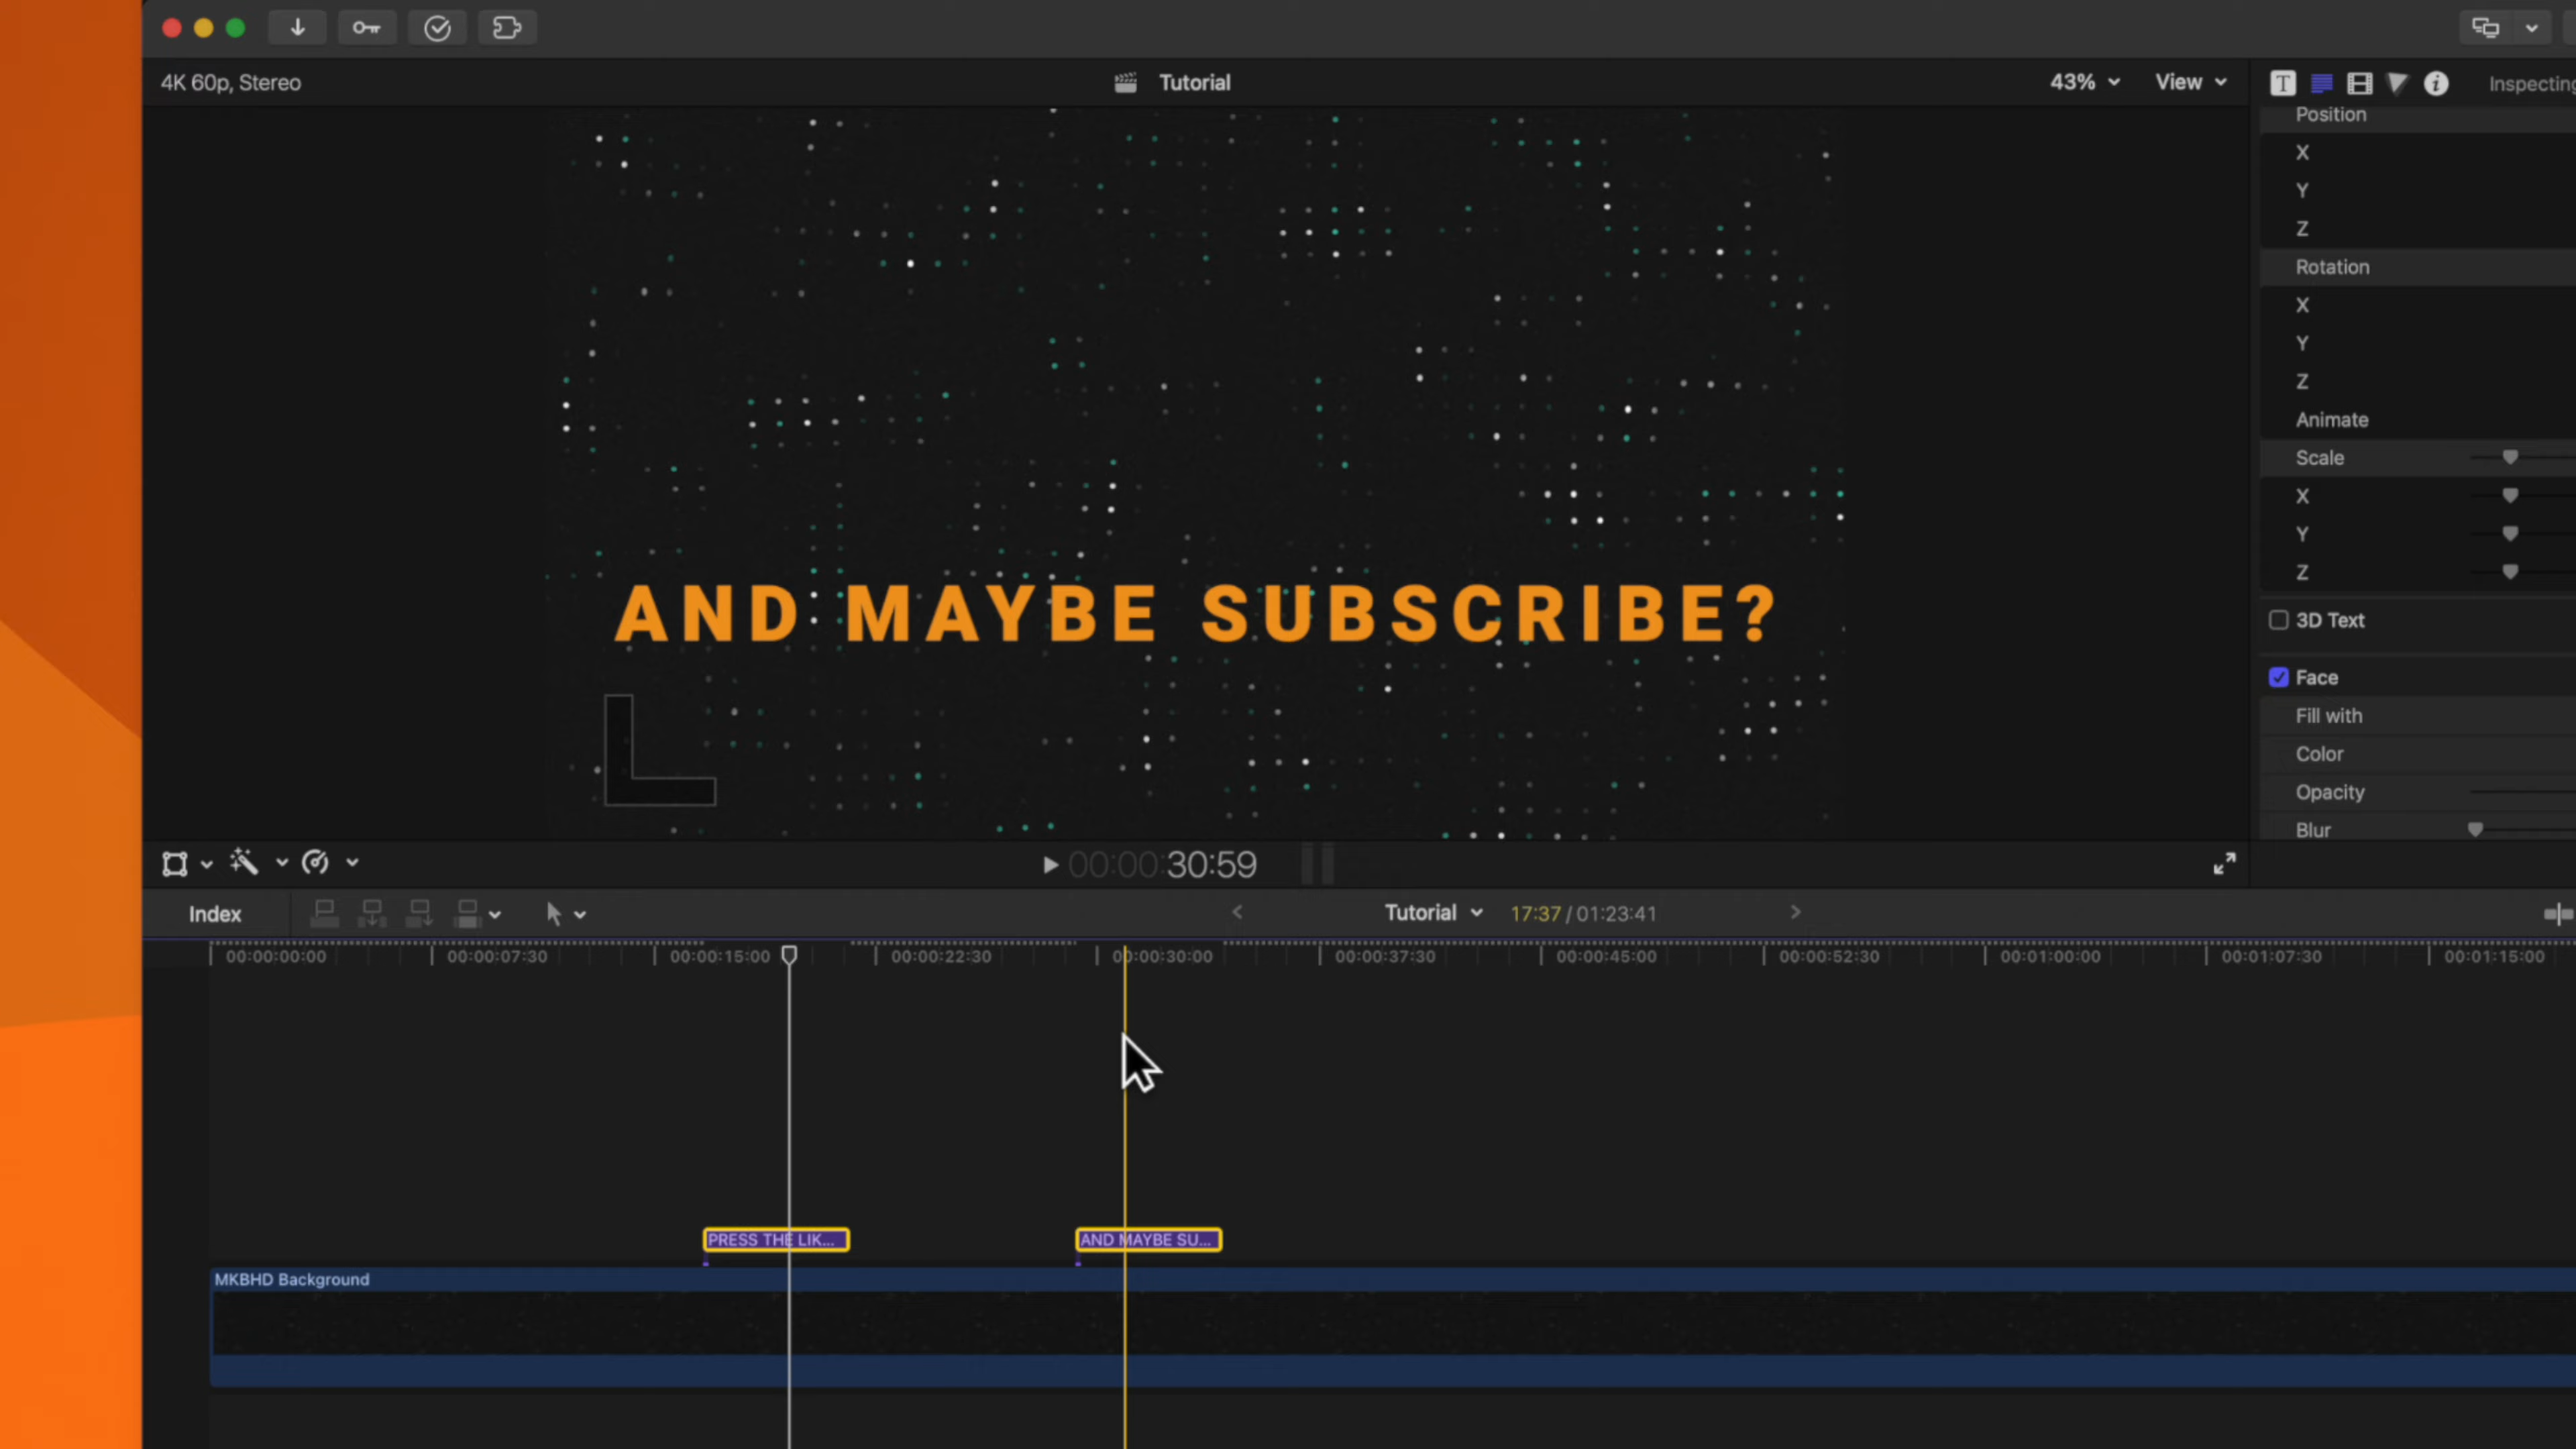 4K 60p, Stereo
Tutorial
43%
View
T
i
Position
X
Y
Z
Rotation
X
Y
Z
Animate
Scale
X
Y
Z
3D Text
Face
Fill with
Color
Opacity
Blur
AND MAYBE SUBSCRIBE?
00:00:30:59
Index
Tutorial
17:37 / 01:23:41
00:00:00:00
00:00:07:30
00:00:15:00
00:00:22:30
00:00:30:00
00:00:37:30
00:00:45:00
00:00:52:30
00:01:00:00
00:01:07:30
00:01:15:00
PRESS THE LIK...
AND MAYBE SU...
MKBHD Background